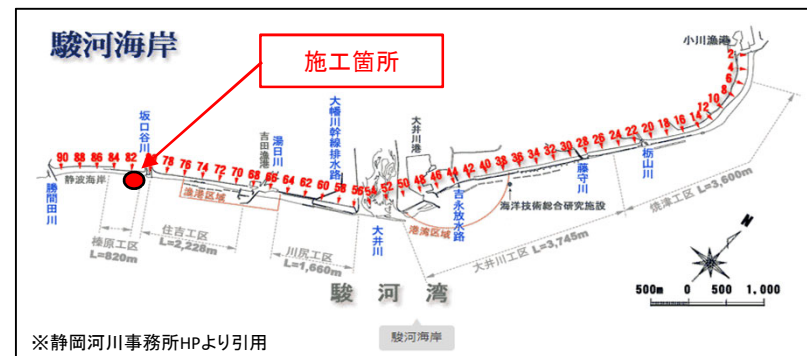 駿河海岸
施工箇所
小川漁港
坂口谷川
吉田漁港
湯日川
大幡川幹線排水路
大井川港
90 88 86 84 82 78 76 74 72 70 68 66 64 62 60 58 56 54 52 50 48 46 44 42 40 38 36 34 32 30 28 26 24 22 20 18 16 14 12 10 8 6 4 2
静波海岸
勝間田川
漁港区域
榛原工区
L=820m
住吉工区
L=2,228m
川尻工区
L=1,660m
大井川
港湾区域
吉永放水路
海洋技術総合研究施設
藤守川
栃山川
大井川工区 L=3,745m
焼津工区 L=3,600m
駿河湾
N
500m 0 500 1,000
駿河海岸
※静岡河川事務所HPより引用